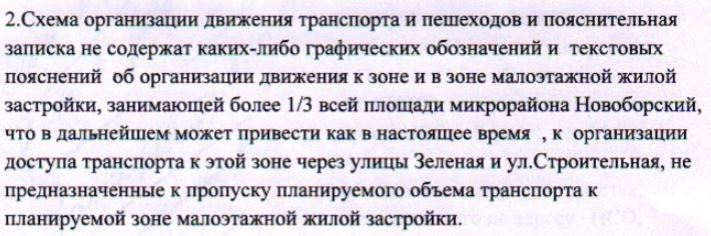 2.Схема организации движения транспорта и пешеходов и пояснительная
записка не содержат каких-либо графических обозначений и  текстовых
пояснений  об организации движения к зоне и в зоне малоэтажной жилой
застройки, занимающей более 1/3 всей площади микрорайона Новоборский,
что в дальнейшем может привести как в настоящее время  , к  организации
доступа транспорта к этой зоне через улицы Зеленая и ул.Строительная, не
предназначенные к пропуску планируемого объема транспорта к
планируемой зоне малоэтажной жилой застройки.